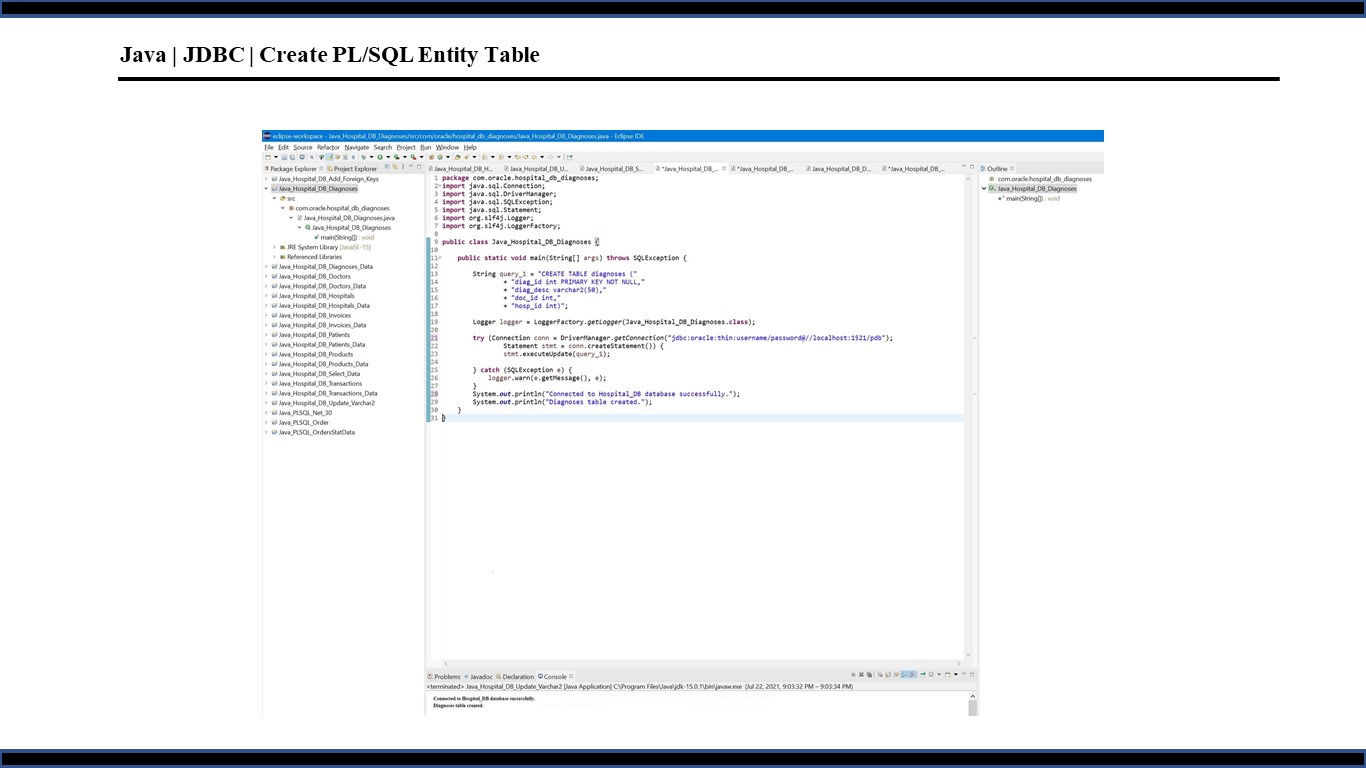 Java | JDBC | Create PL/SQL Entity Table
eclipse-workspace - Java_Hospital_DB_Diagnoses/src/com/oracle/hospital_db_diagnoses/Java_Hospital_DB_Diagnoses.java - Eclipse IDE
File Edit Source Refactor Navigate Search Project Run Window Help
Package Explorer Project Explorer
Java_Hospital_DB_Add_Foreign_Keys
Java_Hospital_DB_Diagnoses
src
com.oracle.hospital_db_diagnoses
Java_Hospital_DB_Diagnoses.java
Java_Hospital_DB_Diagnoses
main(String[]) : void
JRE System Library [JavaSE-15]
Referenced Libraries
Java_Hospital_DB_Diagnoses_Data
Java_Hospital_DB_Doctors
Java_Hospital_DB_Doctors_Data
Java_Hospital_DB_Hospitals
Java_Hospital_DB_Hospitals_Data
Java_Hospital_DB_Invoices
Java_Hospital_DB_Invoices_Data
Java_Hospital_DB_Patients
Java_Hospital_DB_Patients_Data
Java_Hospital_DB_Products
Java_Hospital_DB_Products_Data
Java_Hospital_DB_Select_Data
Java_Hospital_DB_Transactions
Java_Hospital_DB_Transactions_Data
Java_Hospital_DB_Update_Varchar2
Java_PLSQL_Net_30
Java_PLSQL_Order
Java_PLSQL_OrdersStatData
Java_Hospital_DB_H... Java_Hospital_DB_U... Java_Hospital_DB_S... *Java_Hospital_DB_... *Java_Hospital_DB_... Java_Hospital_DB_D... *Java_Hospital_DB_...
1 package com.oracle.hospital_db_diagnoses;
2 import java.sql.Connection;
3 import java.sql.DriverManager;
4 import java.sql.SQLException;
5 import java.sql.Statement;
6 import org.slf4j.Logger;
7 import org.slf4j.LoggerFactory;
8
9 public class Java_Hospital_DB_Diagnoses {
10
11 public static void main(String[] args) throws SQLException {
12
13 String query_1 = "CREATE TABLE diagnoses ("
14 + "diag_id int PRIMARY KEY NOT NULL,"
15 + "diag_desc varchar2(50),"
16 + "doc_id int,"
17 + "hosp_id int)";
18
19 Logger logger = LoggerFactory.getLogger(Java_Hospital_DB_Diagnoses.class);
20
21 try (Connection conn = DriverManager.getConnection("jdbc:oracle:thin:username/password@//localhost:1521/pdb");
22 Statement stmt = conn.createStatement()) {
23 stmt.executeUpdate(query_1);
24
25 } catch (SQLException e) {
26 logger.warn(e.getMessage(), e);
27 }
28 System.out.println("Connected to Hospital_DB database successfully.");
29 System.out.println("Diagnoses table created.");
30 }
31 }
Outline
com.oracle.hospital_db_diagnoses
Java_Hospital_DB_Diagnoses
main(String[]) : void
Problems Javadoc Declaration Console
<terminated> Java_Hospital_DB_Update_Varchar2 [Java Application] C:\Program Files\Java\jdk-15.0.1\bin\javaw.exe (Jul 22, 2021, 9:03:32 PM – 9:03:34 PM)
Connected to Hospital_DB database successfully.
Diagnoses table created.